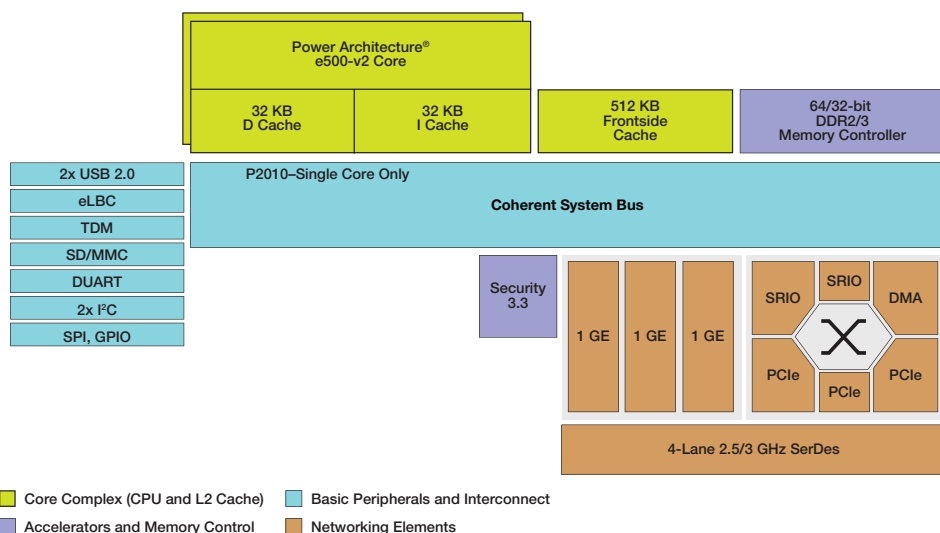 Power Architecture®
e500-v2 Core
32 KB
D Cache
32 KB
I Cache
512 KB
Frontside
Cache
64/32-bit
DDR2/3
Memory Controller
2x USB 2.0
eLBC
TDM
SD/MMC
DUART
2x I²C
SPI, GPIO
P2010–Single Core Only
Coherent System Bus
Security
3.3
1 GE
1 GE
1 GE
SRIO
SRIO
DMA
PCIe
PCIe
PCIe
4-Lane 2.5/3 GHz SerDes
Core Complex (CPU and L2 Cache)
Basic Peripherals and Interconnect
Accelerators and Memory Control
Networking Elements